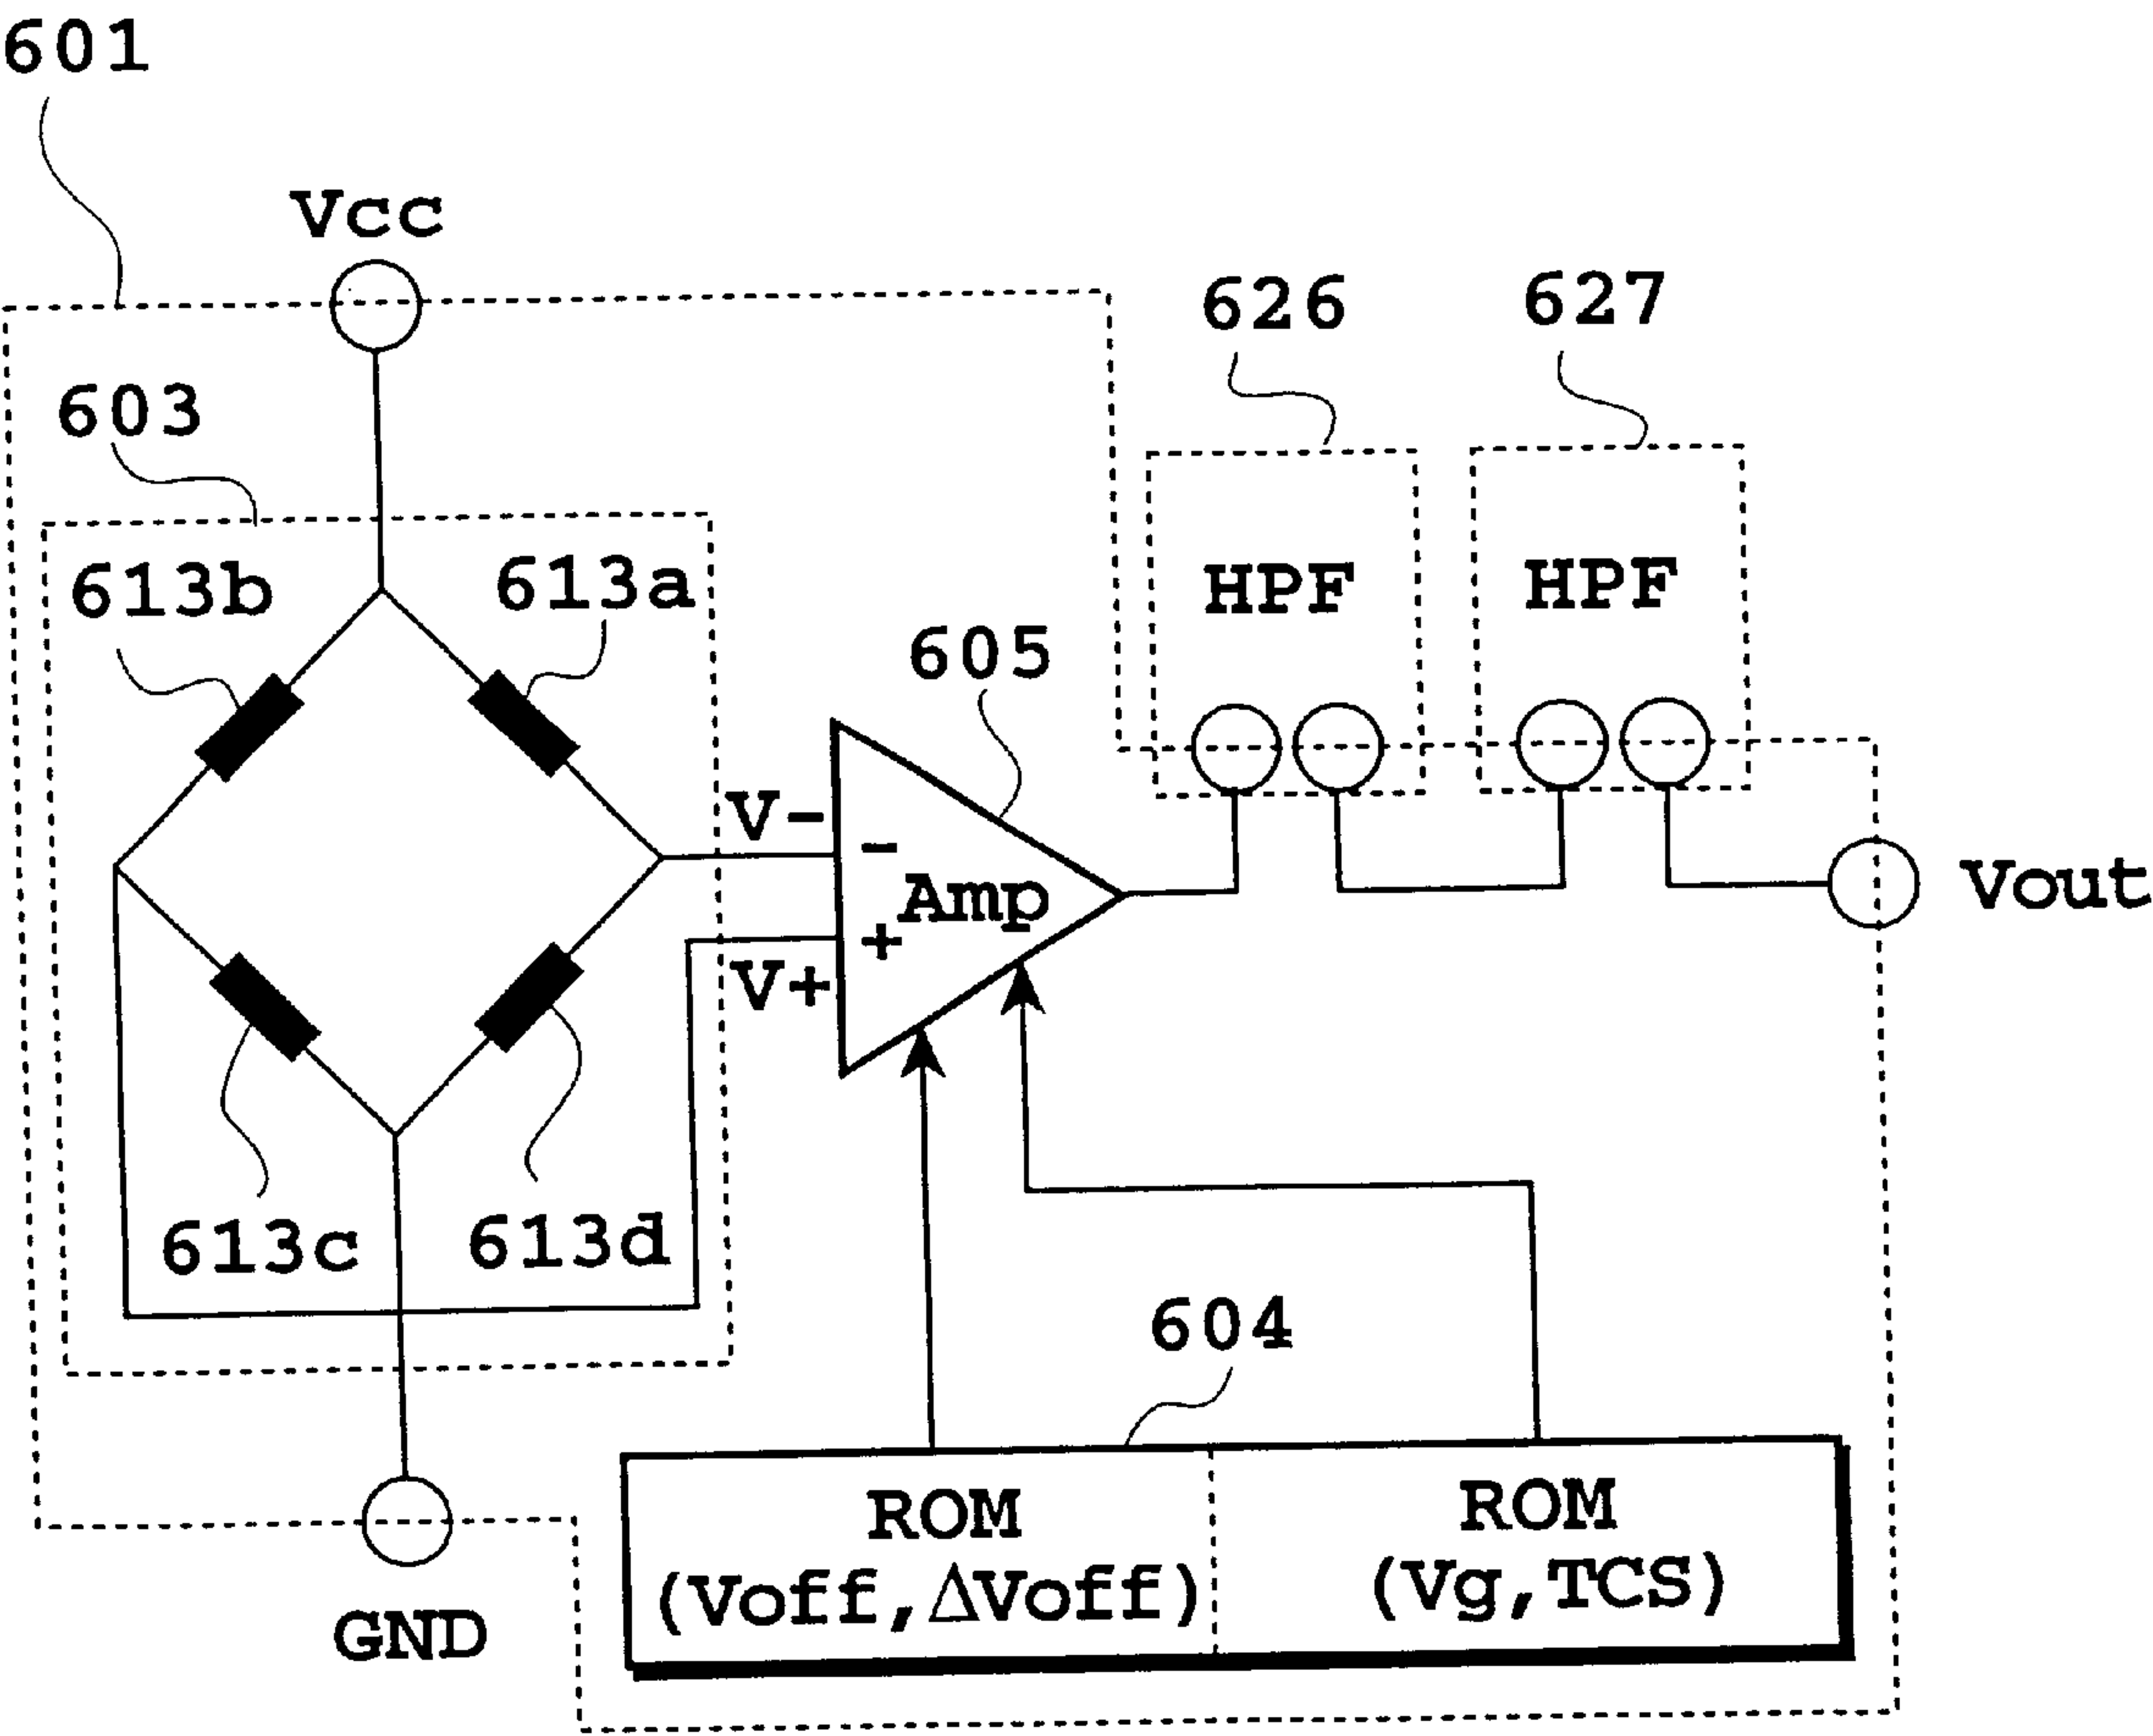 601
Vcc
626
627
603
613b
613a
HPF
HPF
605
V-
-
Amp
+
V+
Vout
613c
613d
604
ROM
(Voff,ΔVoff)
ROM
(Vg,TCS)
GND